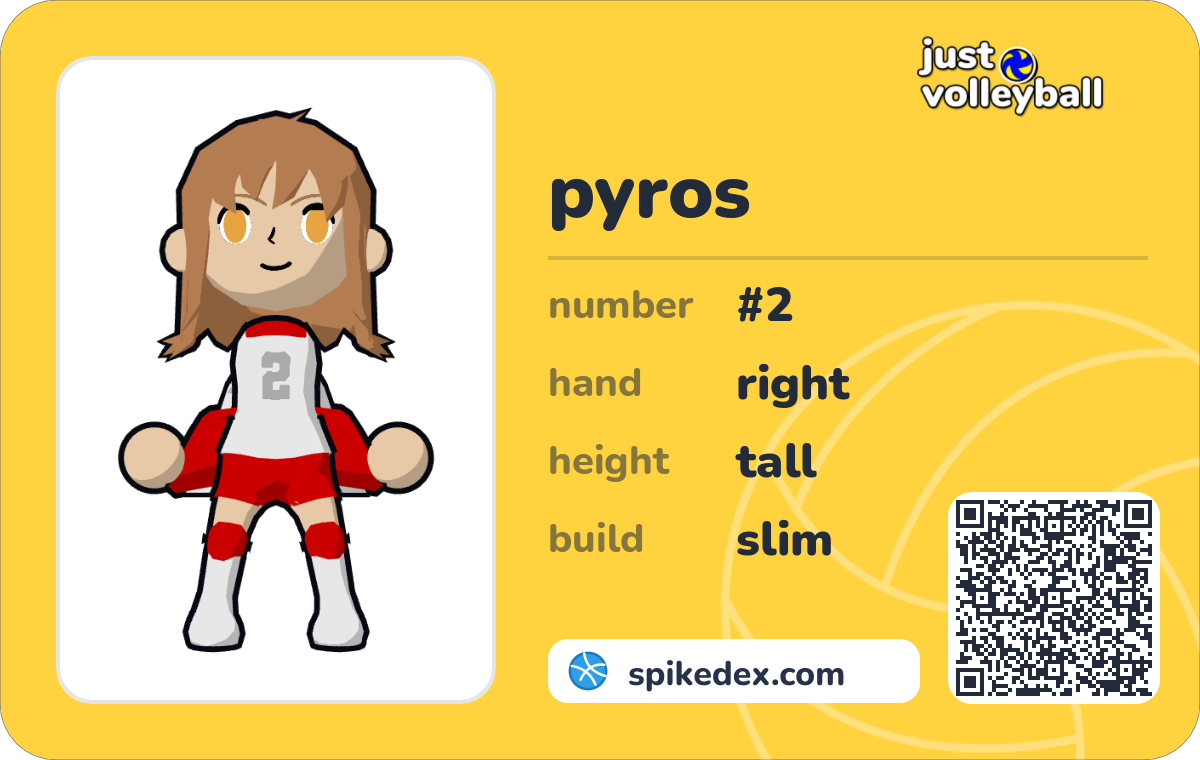 just
volleyball
pyros
number #2
hand right
height tall
build slim
2
spikedex.com